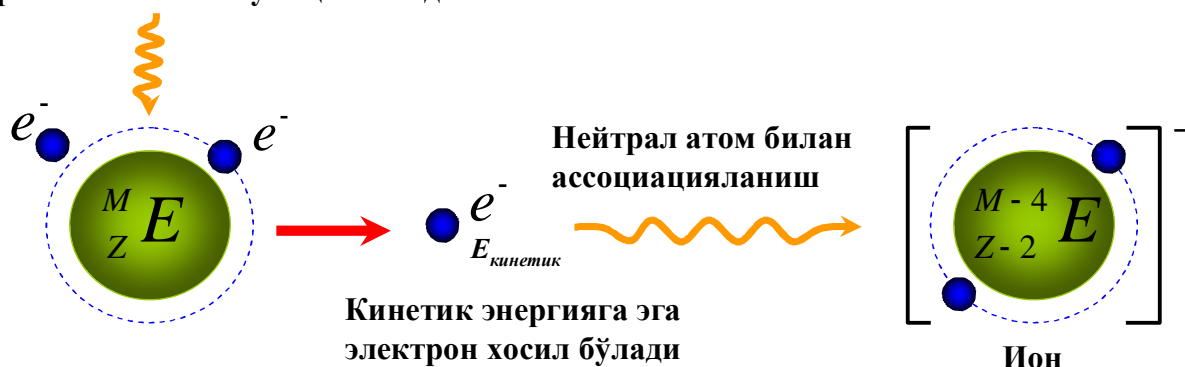 e-
e-
M
Z E
e-
Eкинетик
Нейтрал атом билан
ассоциацияланиш
Кинетик энергияга эга
электрон хосил бўлади
M - 4
Z - 2 E
-
Ион